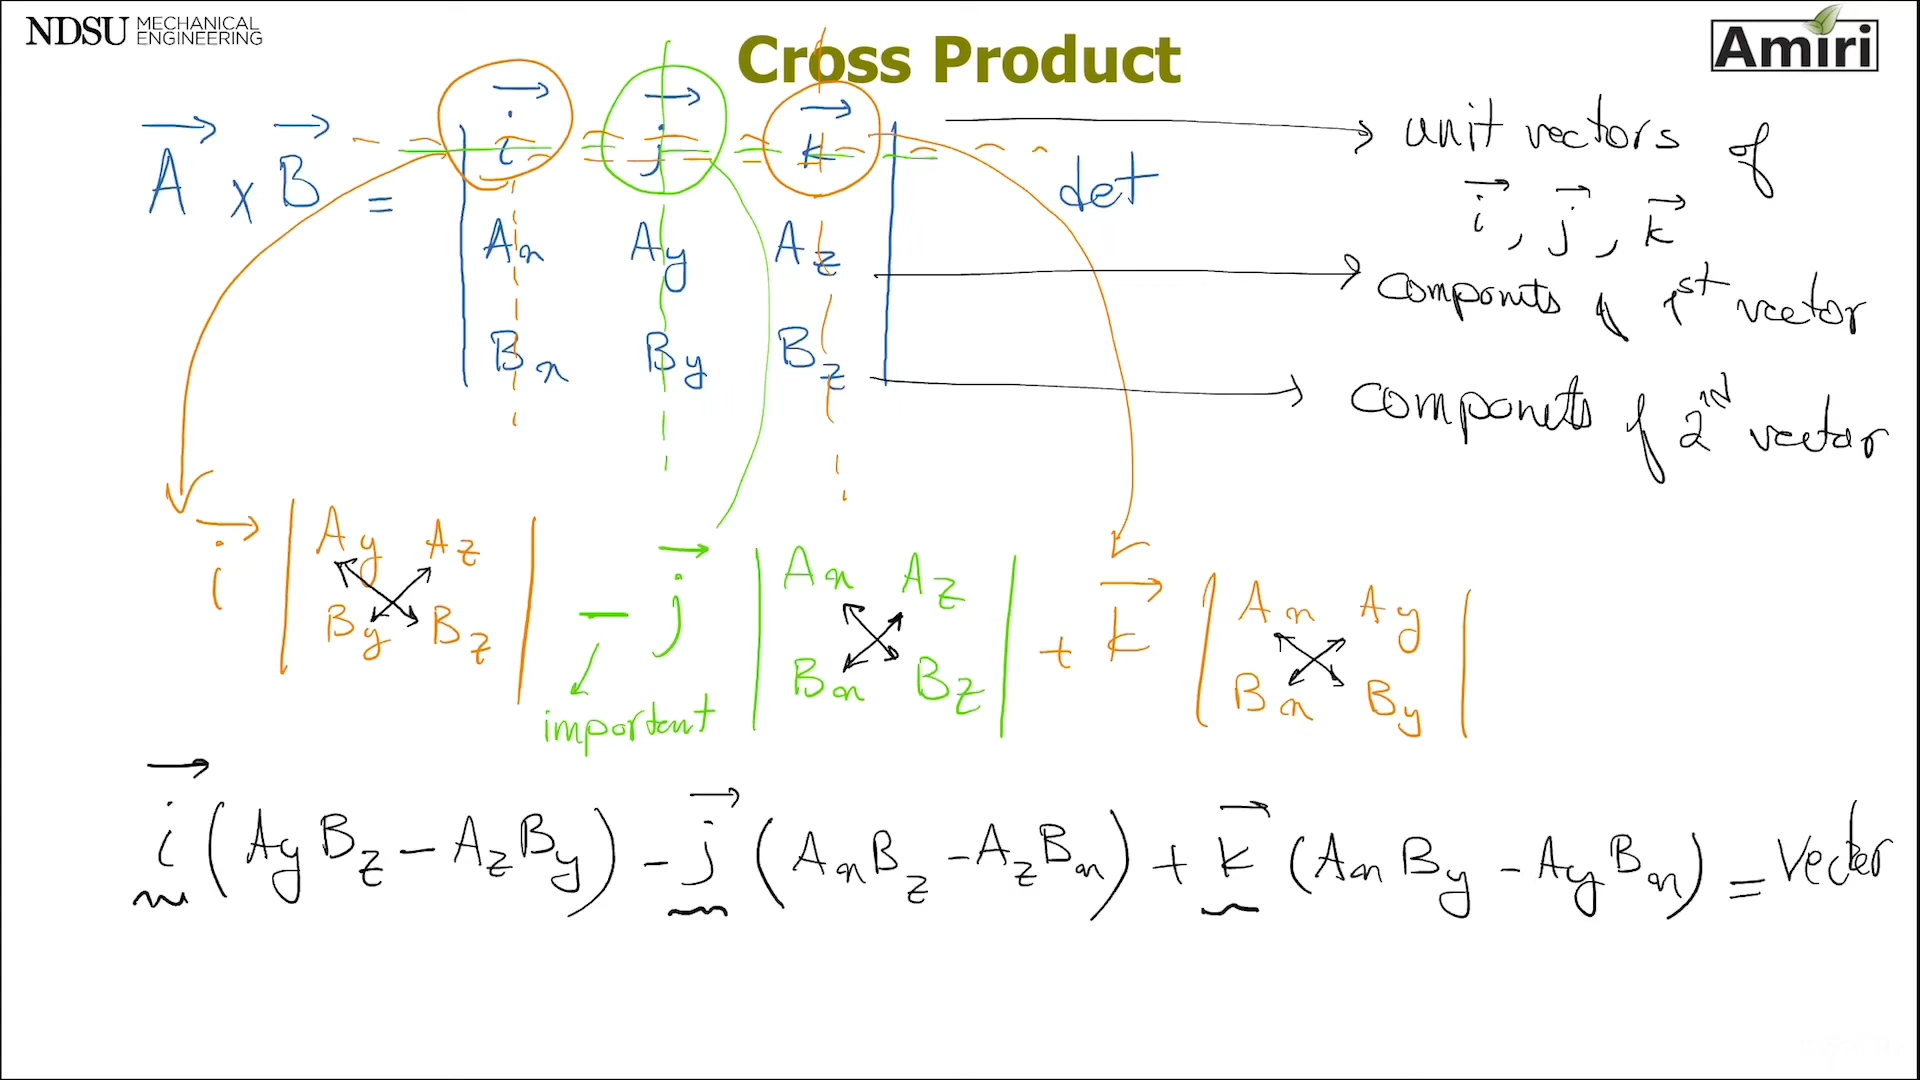 NDSU MECHANICAL ENGINEERING
Cross Product
Amiri
A⃗ x B⃗ = | i⃗ j⃗ k⃗ | det
Ax Ay Az
Bx By Bz
unit vectors of
i⃗, j⃗, k⃗
componts of 1st vector
componets of 2nd vector
i⃗ | Ay Az | - j⃗ | Ax Az | + k⃗ | Ax Ay |
By Bz Bx Bz Bx By
important
i⃗ (AyBz - AzBy) - j⃗ (AxBz - AzBx) + k⃗ (AxBy - AyBx) = vector